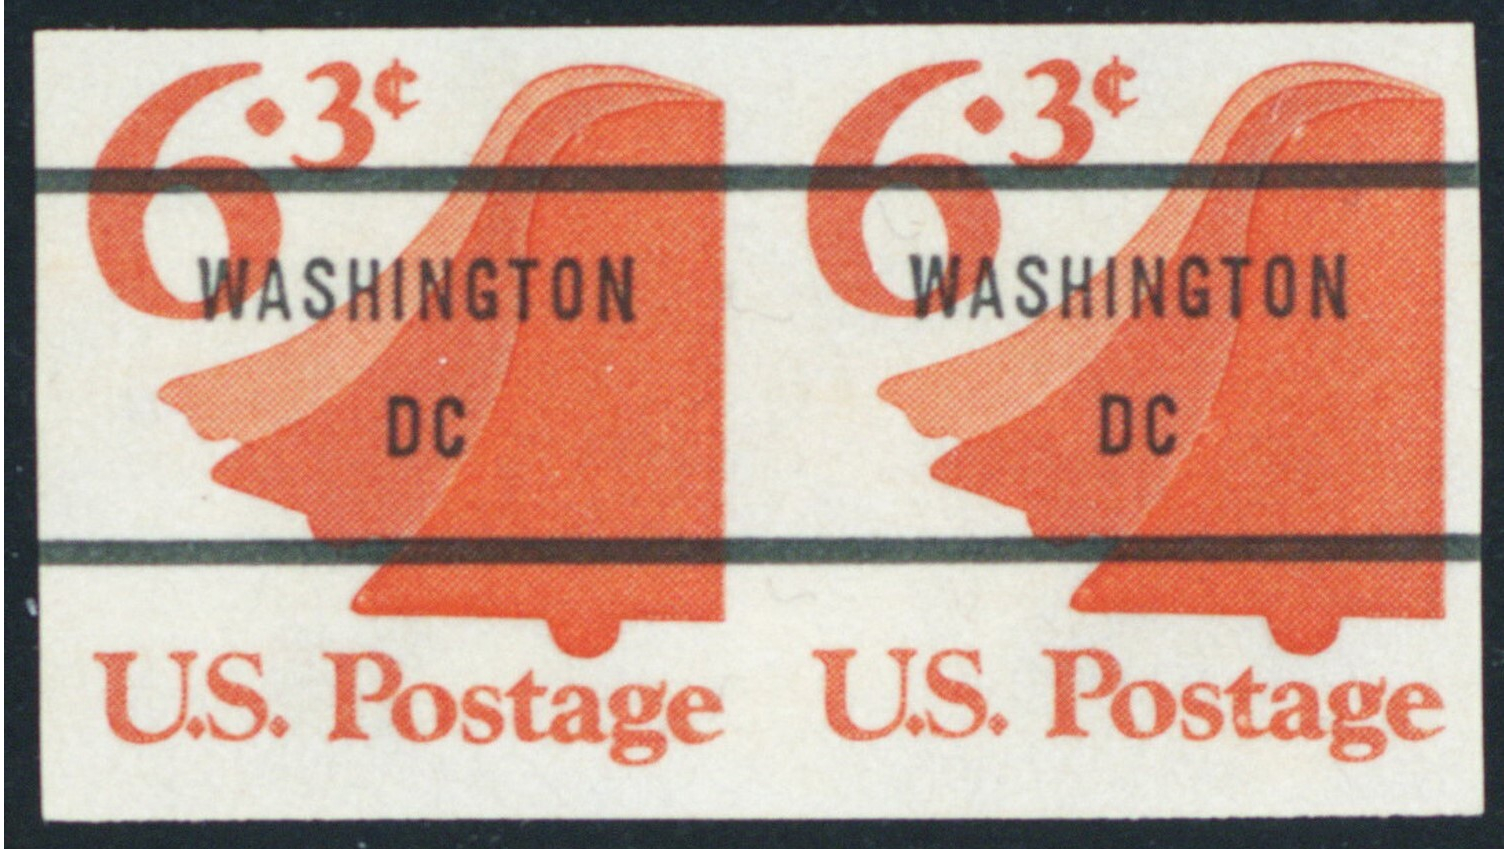 6.3¢ 6.3¢
WASHINGTON WASHINGTON
DC DC
U.S. Postage U.S. Postage